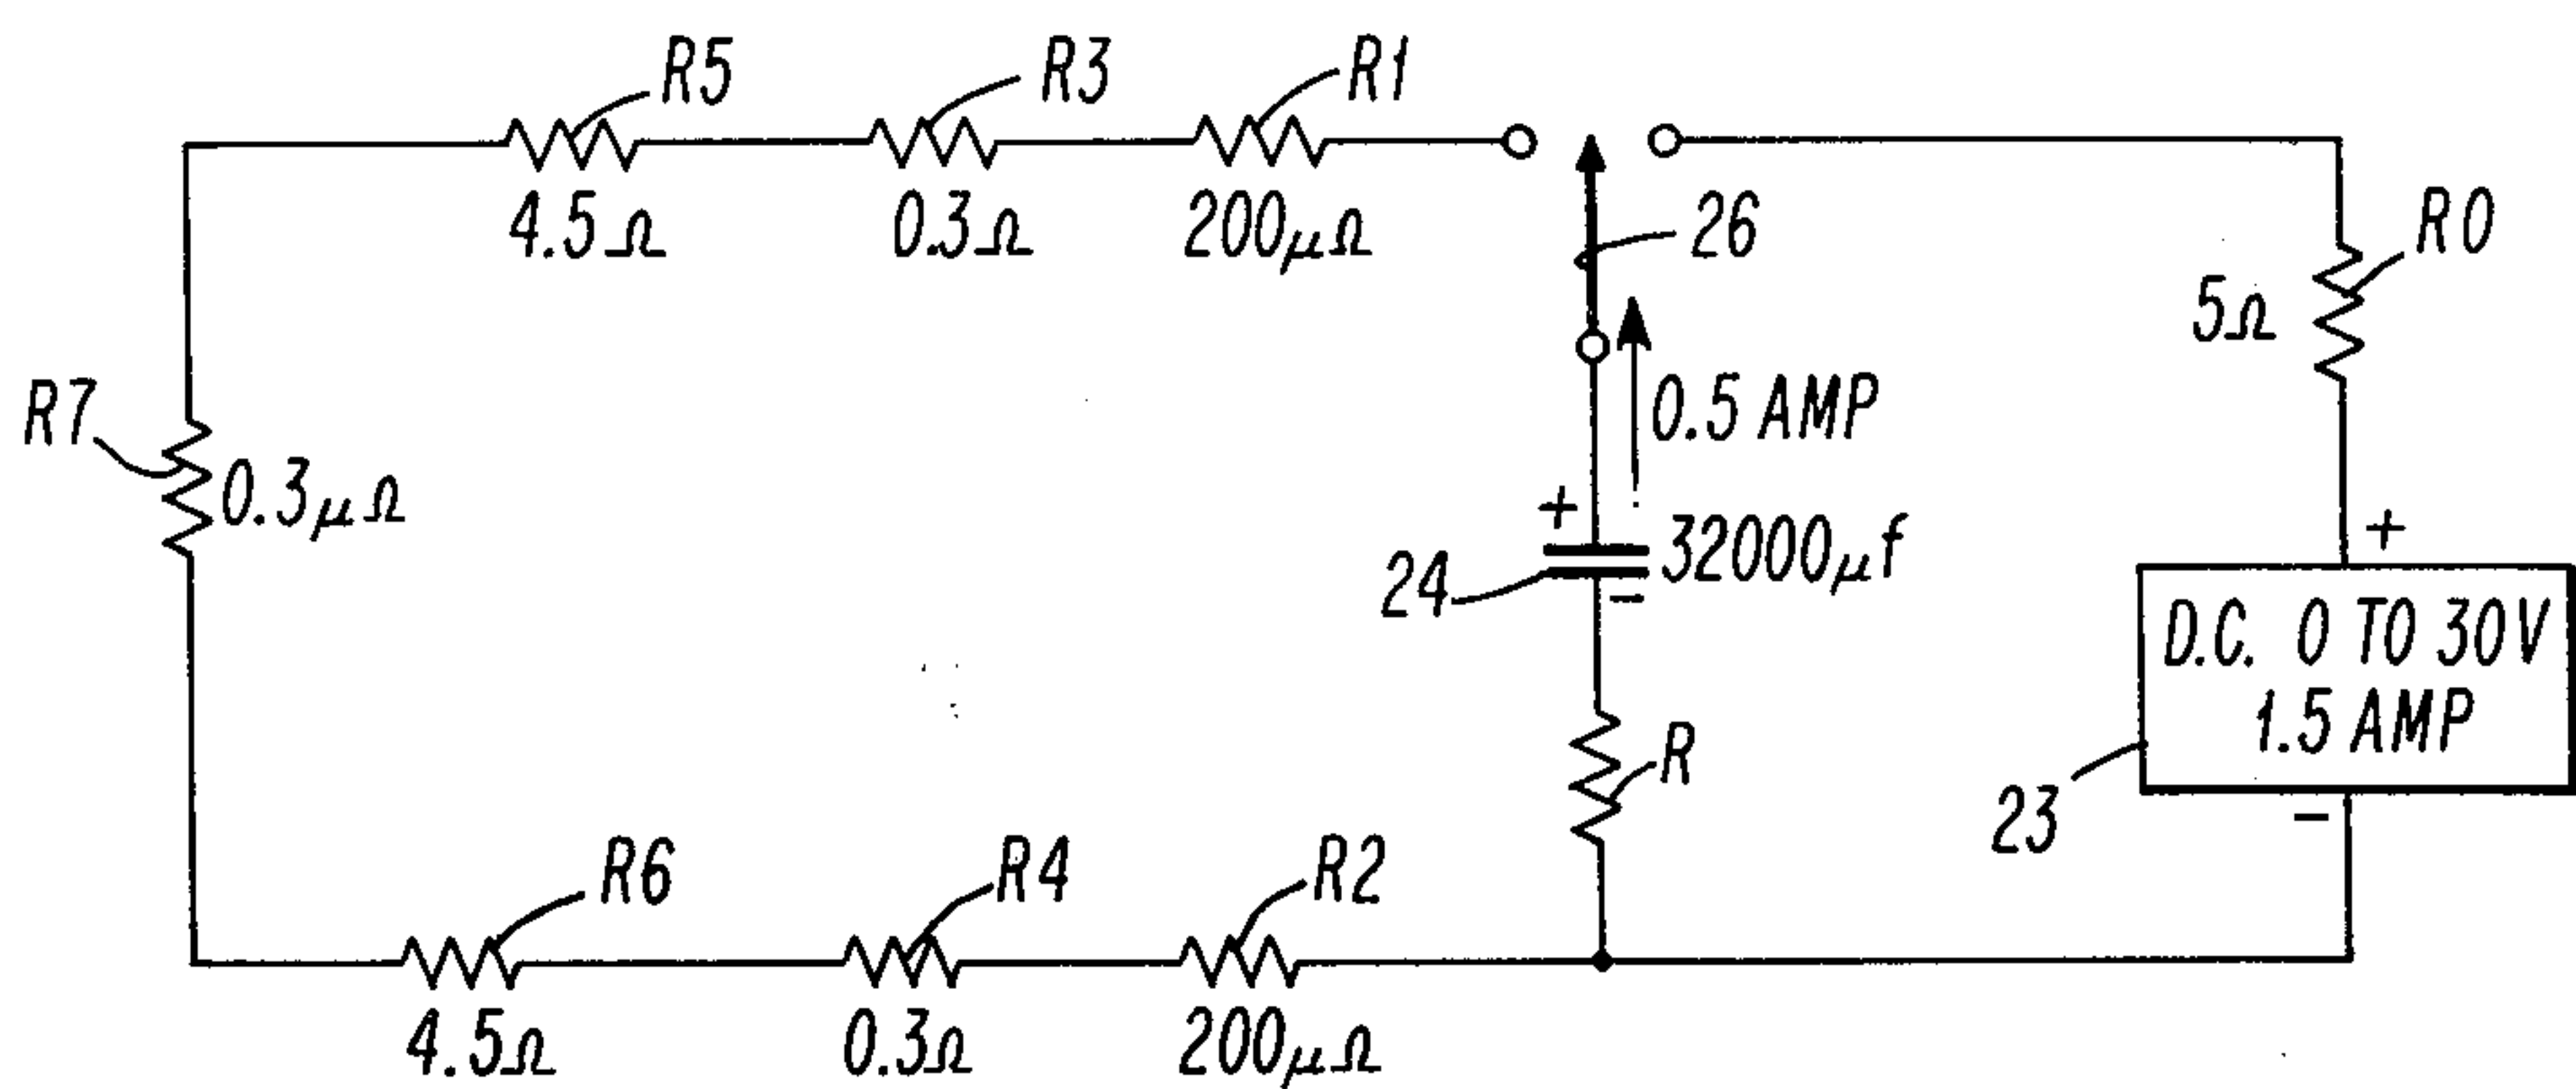 R5
R3
R1
4.5Ω
0.3Ω
200μΩ
26
R0
5Ω
R7
0.3μΩ
0.5 AMP
+
+
32000μf
24
-
D.C. 0 TO 30V
1.5 AMP
R
23
-
R6
R4
R2
4.5Ω
0.3Ω
200μΩ